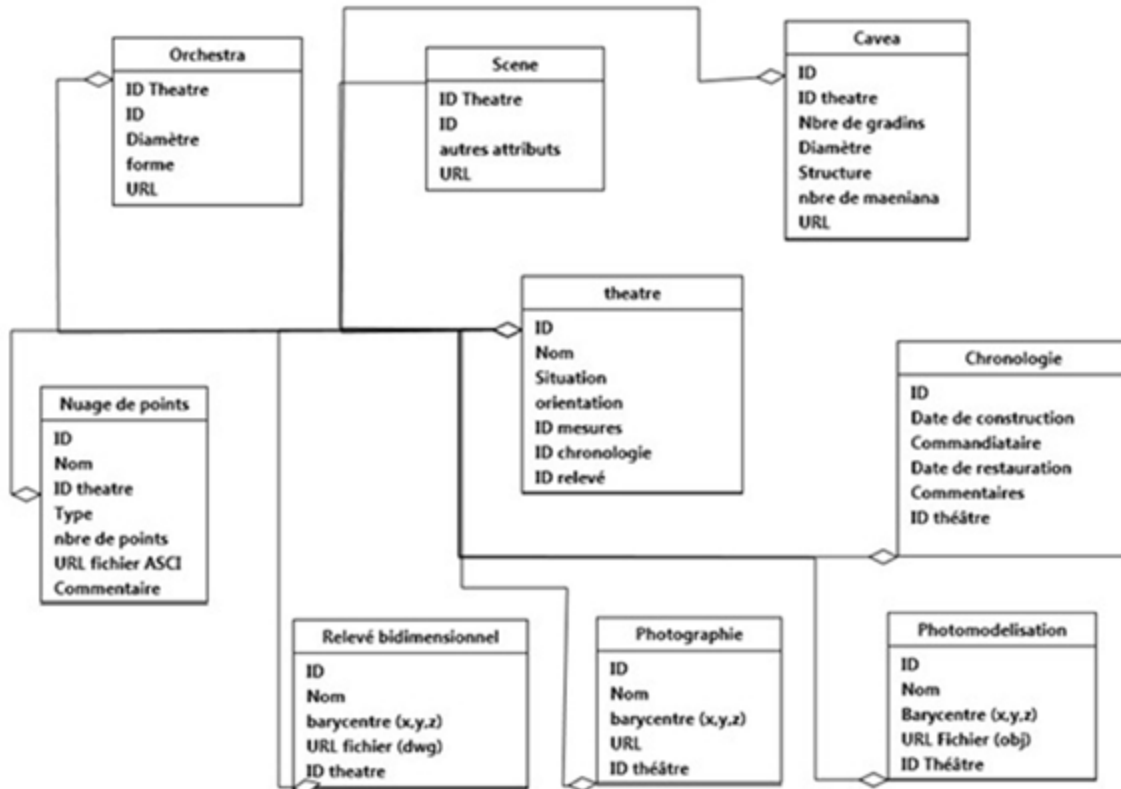 Orchestra
ID Theatre
ID
Diamètre
forme
URL
Scene
ID Theatre
ID
autres attributs
URL
Cavea
ID
ID theatre
Nbre de gradins
Diamètre
Structure
nbre de maeniana
URL
theatre
ID
Nom
Situation
orientation
ID mesures
ID chronologie
ID relevé
Chronologie
ID
Date de construction
Commandiataire
Date de restauration
Commentaires
ID théâtre
Nuage de points
ID
Nom
ID theatre
Type
nbre de points
URL fichier ASCI
Commentaire
Relevé bidimensionnel
ID
Nom
barycentre (x,y,z)
URL fichier (dwg)
ID theatre
Photographie
ID
Nom
barycentre (x,y,z)
URL
ID théâtre
Photomodelisation
ID
Nom
Barycentre (x,y,z)
URL Fichier (obj)
ID Théâtre